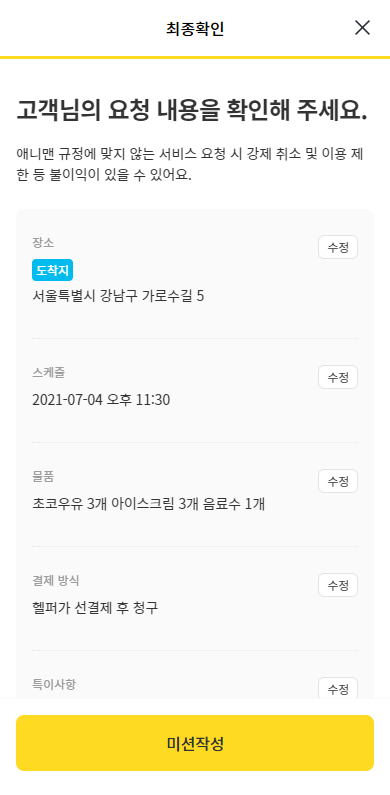 최종확인
고객님의 요청 내용을 확인해 주세요.
애니맨 규정에 맞지 않는 서비스 요청 시 강제 취소 및 이용 제
한 등 불이익이 있을 수 있어요.
장소
수정
도착지
서울특별시 강남구 가로수길 5
스케줄
수정
2021-07-04 오후 11:30
물품
수정
초코우유 3개 아이스크림 3개 음료수 1개
결제 방식
수정
헬퍼가 선결제 후 청구
특이사항
수정
미션작성